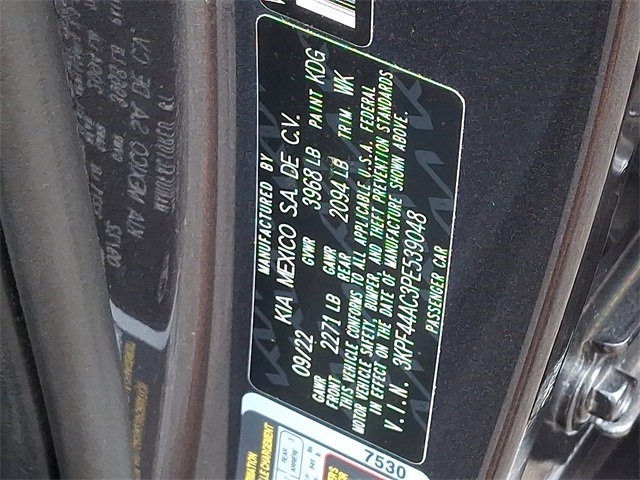 MANUFACTURED BY
KIA MEXICO S.A. DE C.V.
09/22 GVWR 3968 LB PAINT KDG
GAWR FRONT 2271 LB GAWR REAR 2094 LB TRIM WK
THIS VEHICLE CONFORMS TO ALL APPLICABLE U.S.A. FEDERAL
MOTOR VEHICLE SAFETY, BUMPER, AND THEFT PREVENTION STANDARDS
IN EFFECT ON THE DATE OF MANUFACTURE SHOWN ABOVE.
V.I.N. 3KPF44AC3PE539048
PASSENGER CAR
7530
REAR
ARRIERE